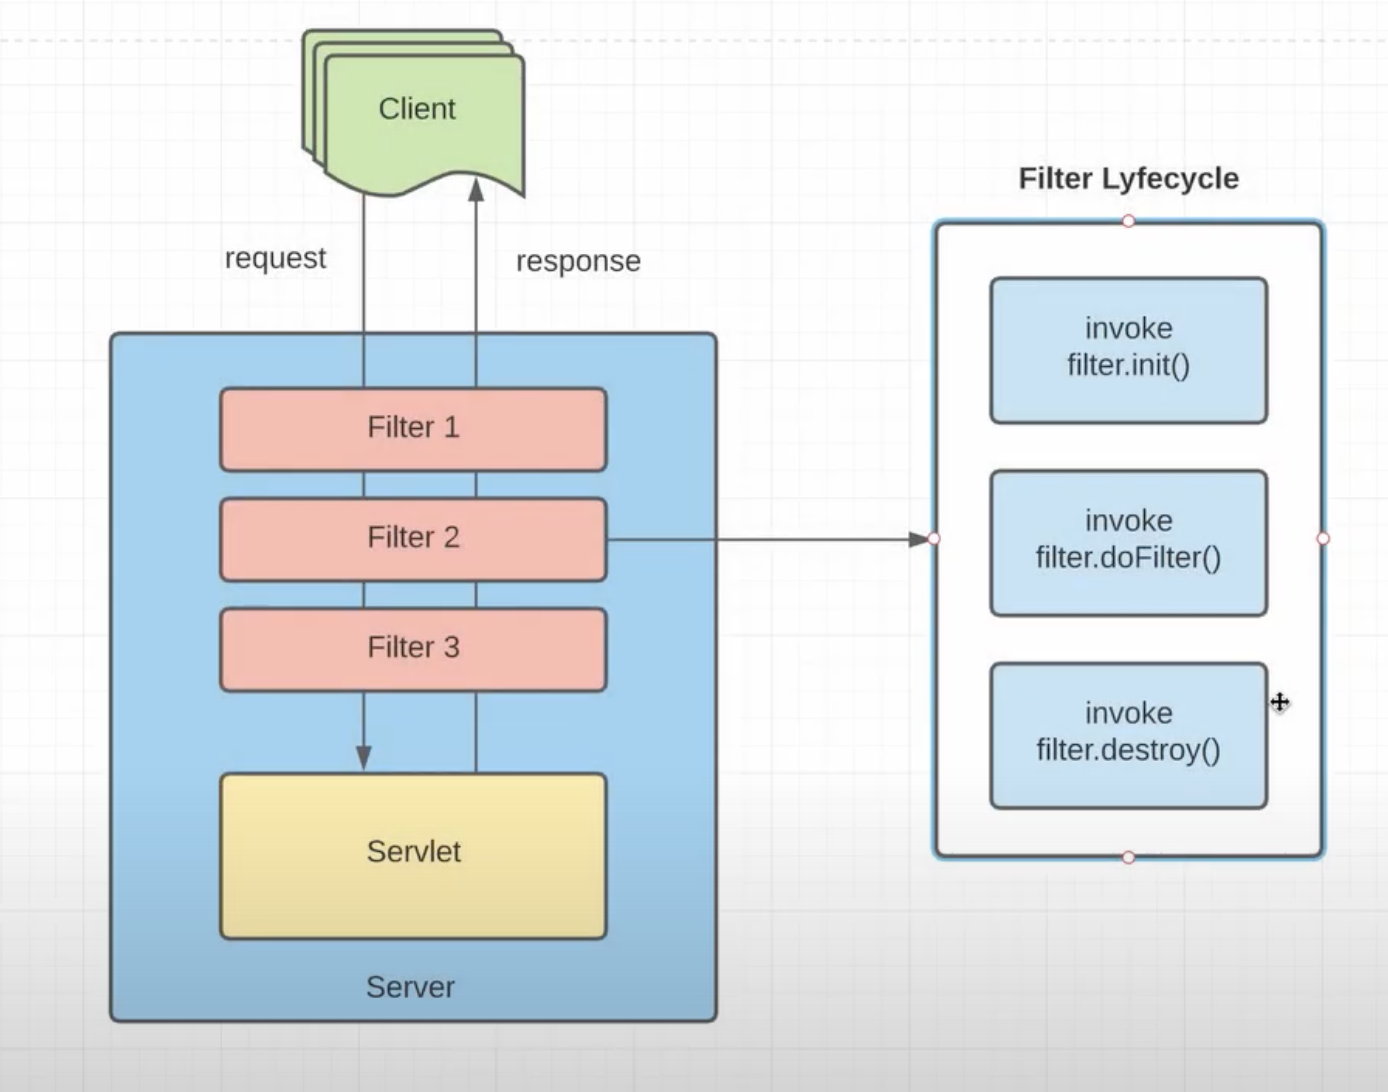 Client
request
response
Filter 1
Filter 2
Filter 3
Servlet
Server
Filter Lyfecycle
invoke
filter.init()
invoke
filter.doFilter()
invoke
filter.destroy()